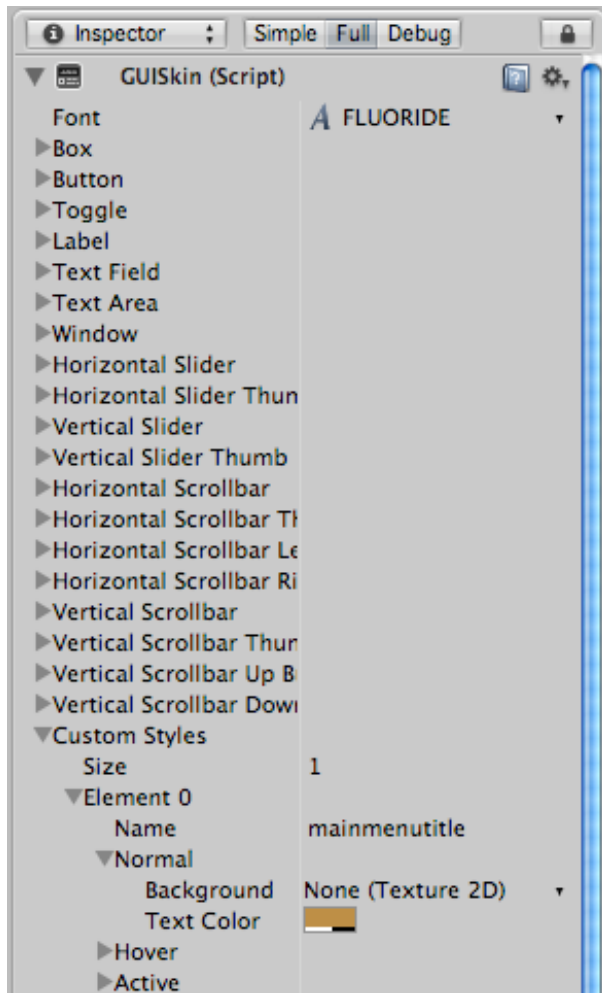 Inspector Simple Full Debug
GUISkin (Script)
Font A FLUORIDE
Box
Button
Toggle
Label
Text Field
Text Area
Window
Horizontal Slider
Horizontal Slider Thun
Vertical Slider
Vertical Slider Thumb
Horizontal Scrollbar
Horizontal Scrollbar Th
Horizontal Scrollbar Le
Horizontal Scrollbar Ri
Vertical Scrollbar
Vertical Scrollbar Thun
Vertical Scrollbar Up B
Vertical Scrollbar Dow
Custom Styles
Size 1
Element 0
Name mainmenutitle
Normal
Background None (Texture 2D)
Text Color
Hover
Active